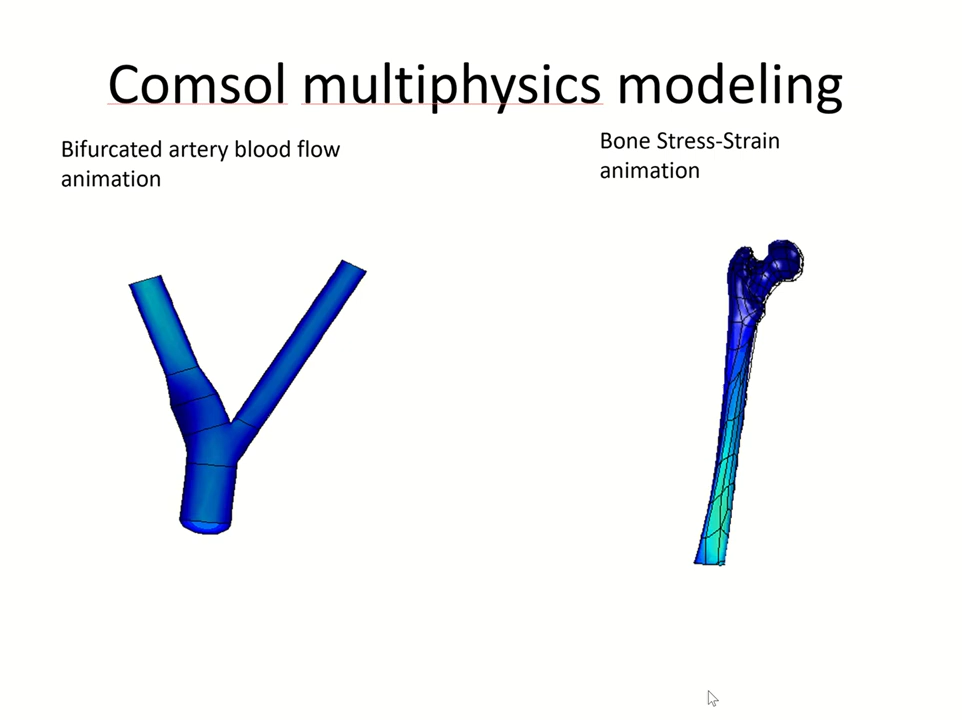 Comsol multiphysics modeling
Bifurcated artery blood flow
animation
Bone Stress-Strain
animation